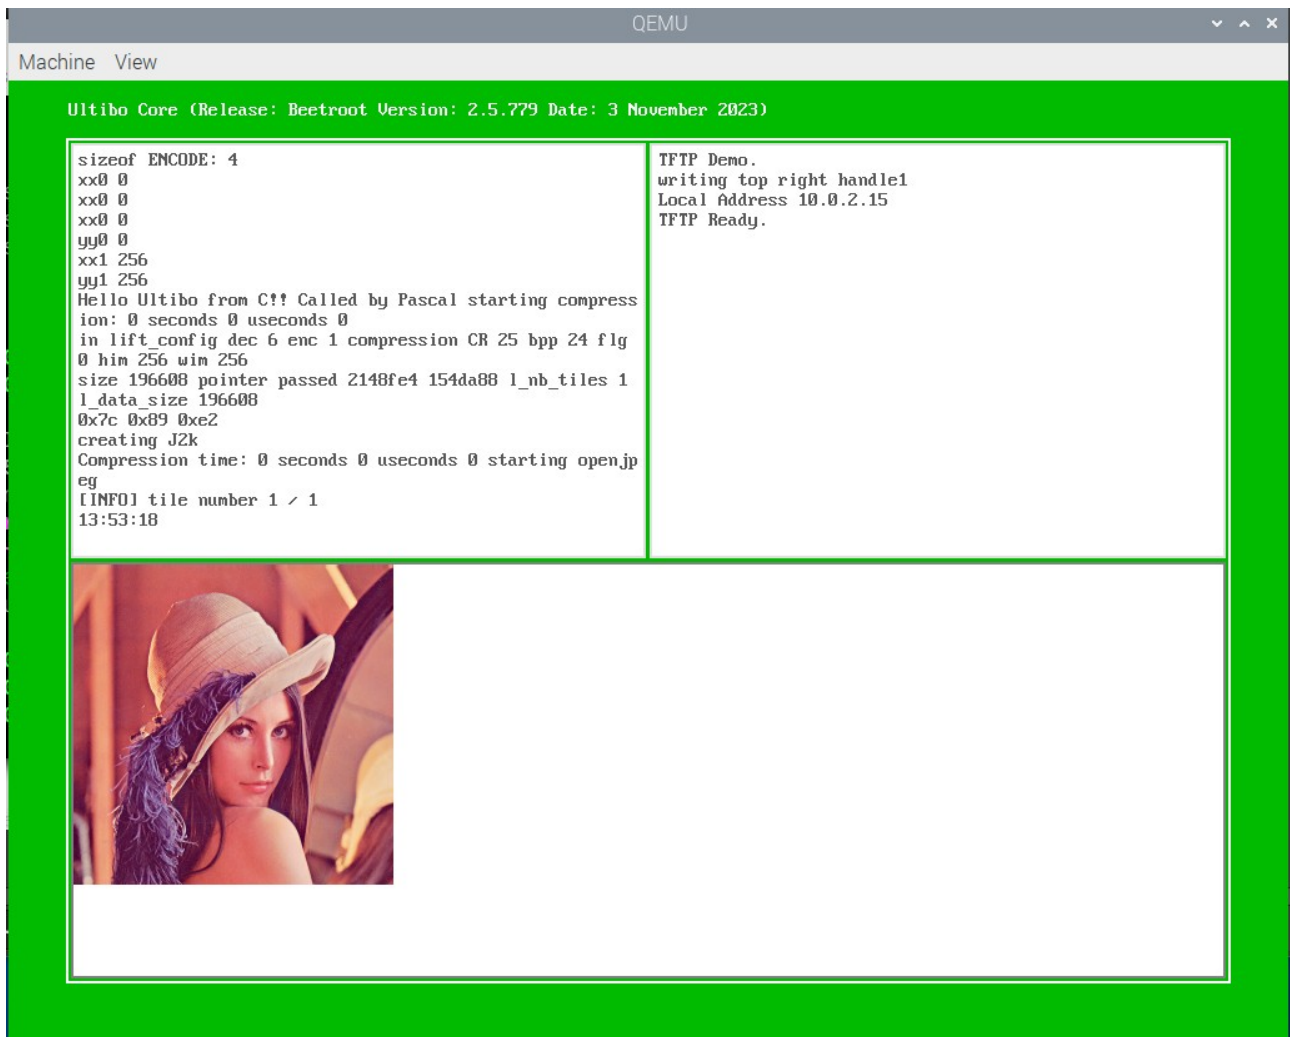 QEMU
Machine View
Ultibo Core (Release: Beetroot Version: 2.5.779 Date: 3 November 2023)
sizeof ENCODE: 4
xx0 0
xx0 0
xx0 0
yy0 0
xx1 256
yy1 256
Hello Ultibo from C!! Called by Pascal starting compress
ion: 0 seconds 0 useconds 0
in lift_config dec 6 enc 1 compression CR 25 bpp 24 flg
0 him 256 wim 256
size 196608 pointer passed 2148fe4 154da88 l_nb_tiles 1
l_data_size 196608
0x7c 0x89 0xe2
creating J2k
Compression time: 0 seconds 0 useconds 0 starting openjp
eg
[INFO] tile number 1 / 1
13:53:18
TFTP Demo.
writing top right handle1
Local Address 10.0.2.15
TFTP Ready.